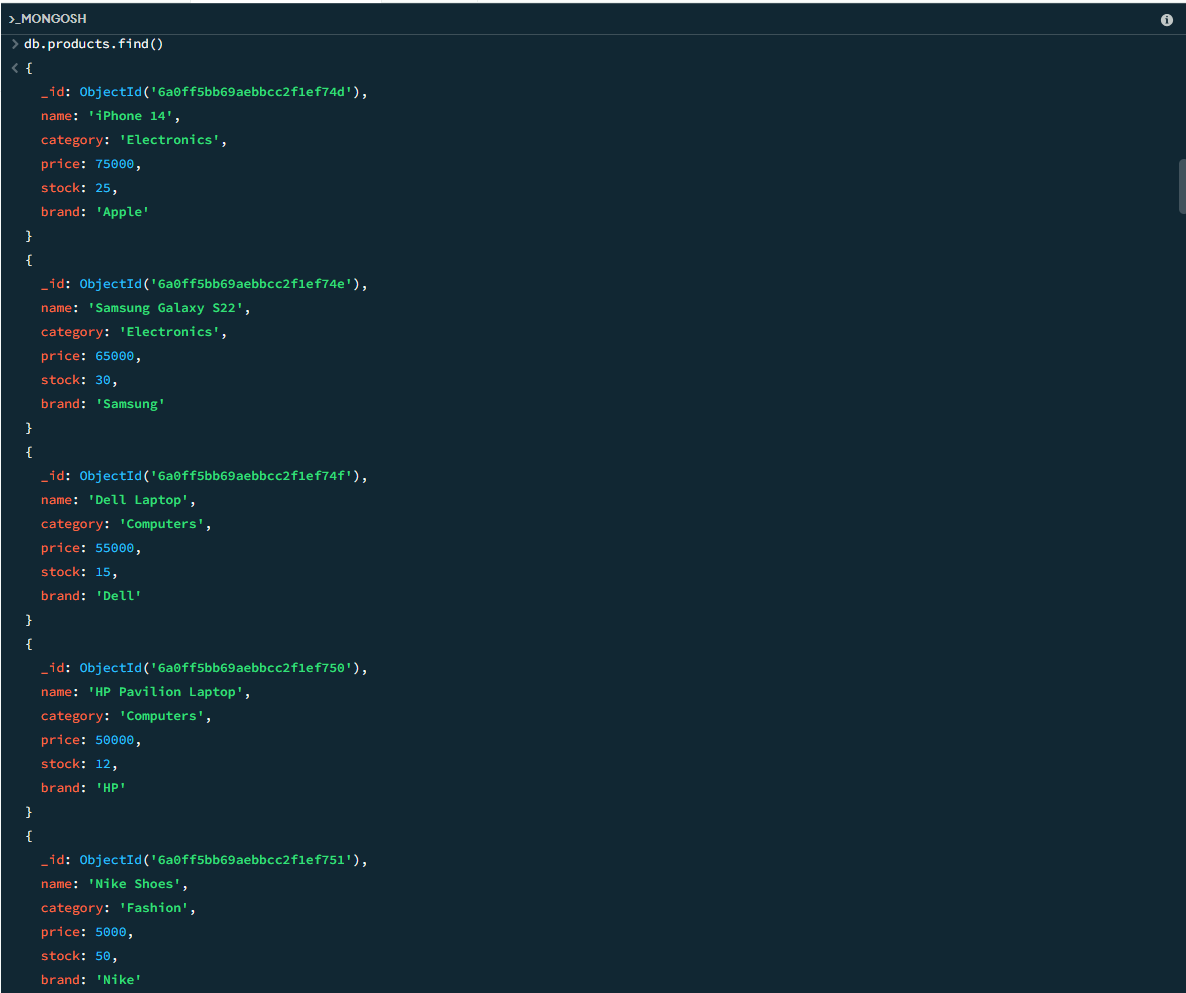 >_MONGOSH
> db.products.find()
< {
_id: ObjectId('6a0ff5bb69aebbcc2f1ef74d'),
name: 'iPhone 14',
category: 'Electronics',
price: 75000,
stock: 25,
brand: 'Apple'
}
{
_id: ObjectId('6a0ff5bb69aebbcc2f1ef74e'),
name: 'Samsung Galaxy S22',
category: 'Electronics',
price: 65000,
stock: 30,
brand: 'Samsung'
}
{
_id: ObjectId('6a0ff5bb69aebbcc2f1ef74f'),
name: 'Dell Laptop',
category: 'Computers',
price: 55000,
stock: 15,
brand: 'Dell'
}
{
_id: ObjectId('6a0ff5bb69aebbcc2f1ef750'),
name: 'HP Pavilion Laptop',
category: 'Computers',
price: 50000,
stock: 12,
brand: 'HP'
}
{
_id: ObjectId('6a0ff5bb69aebbcc2f1ef751'),
name: 'Nike Shoes',
category: 'Fashion',
price: 5000,
stock: 50,
brand: 'Nike'